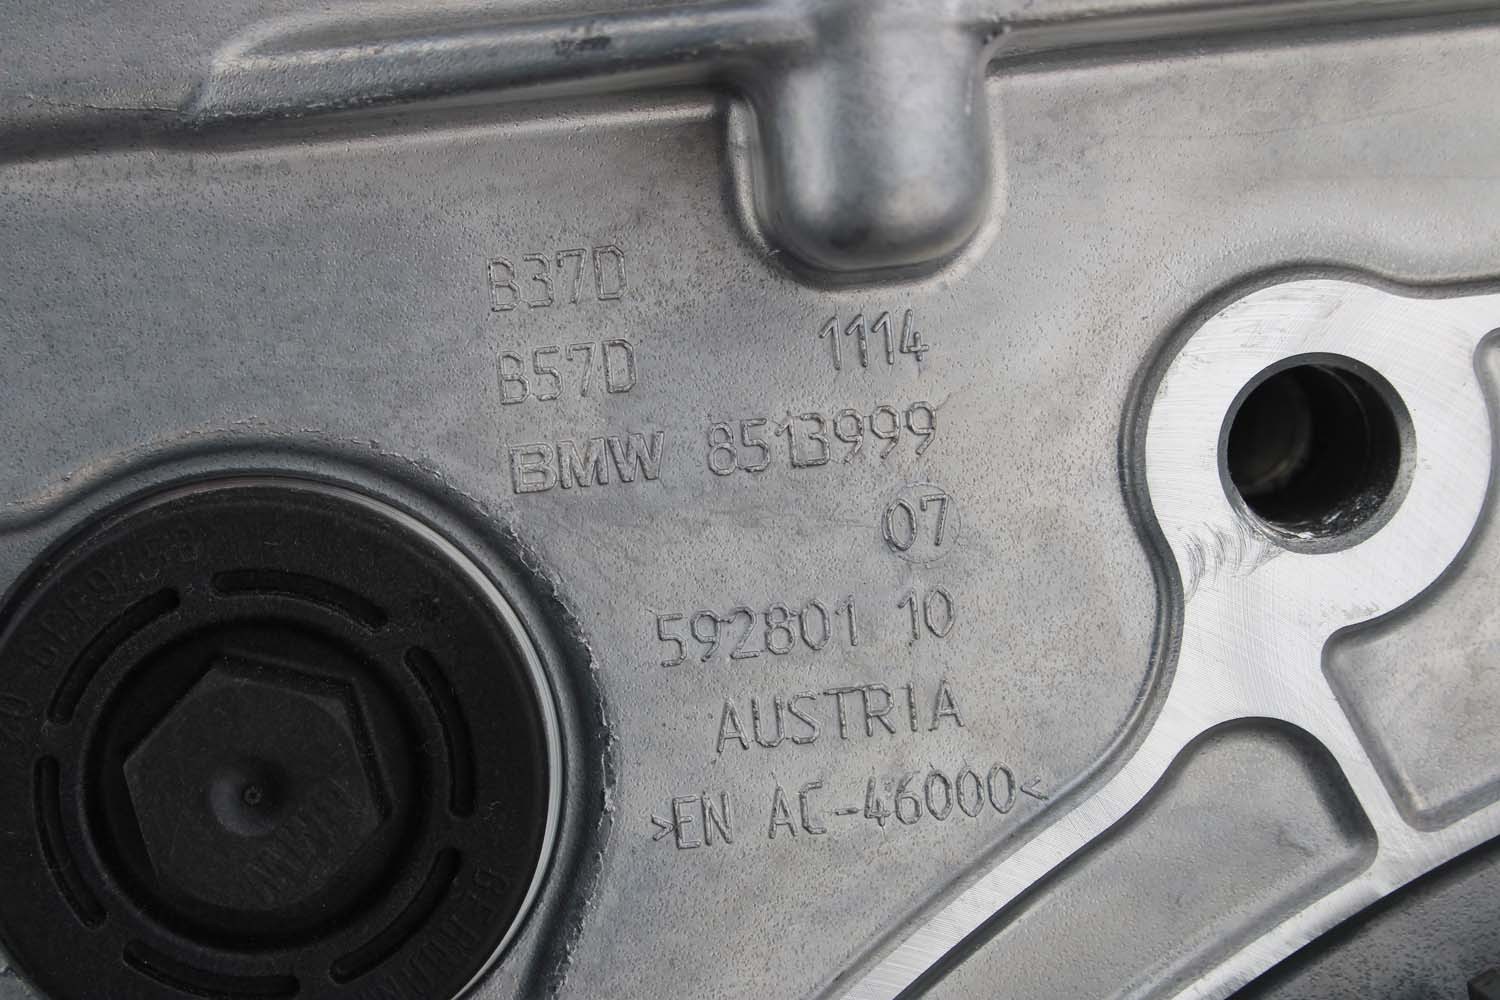 B37D
B57D 1114
BMW 8513999
07
592801 10
AUSTRIA
>EN AC-46000<